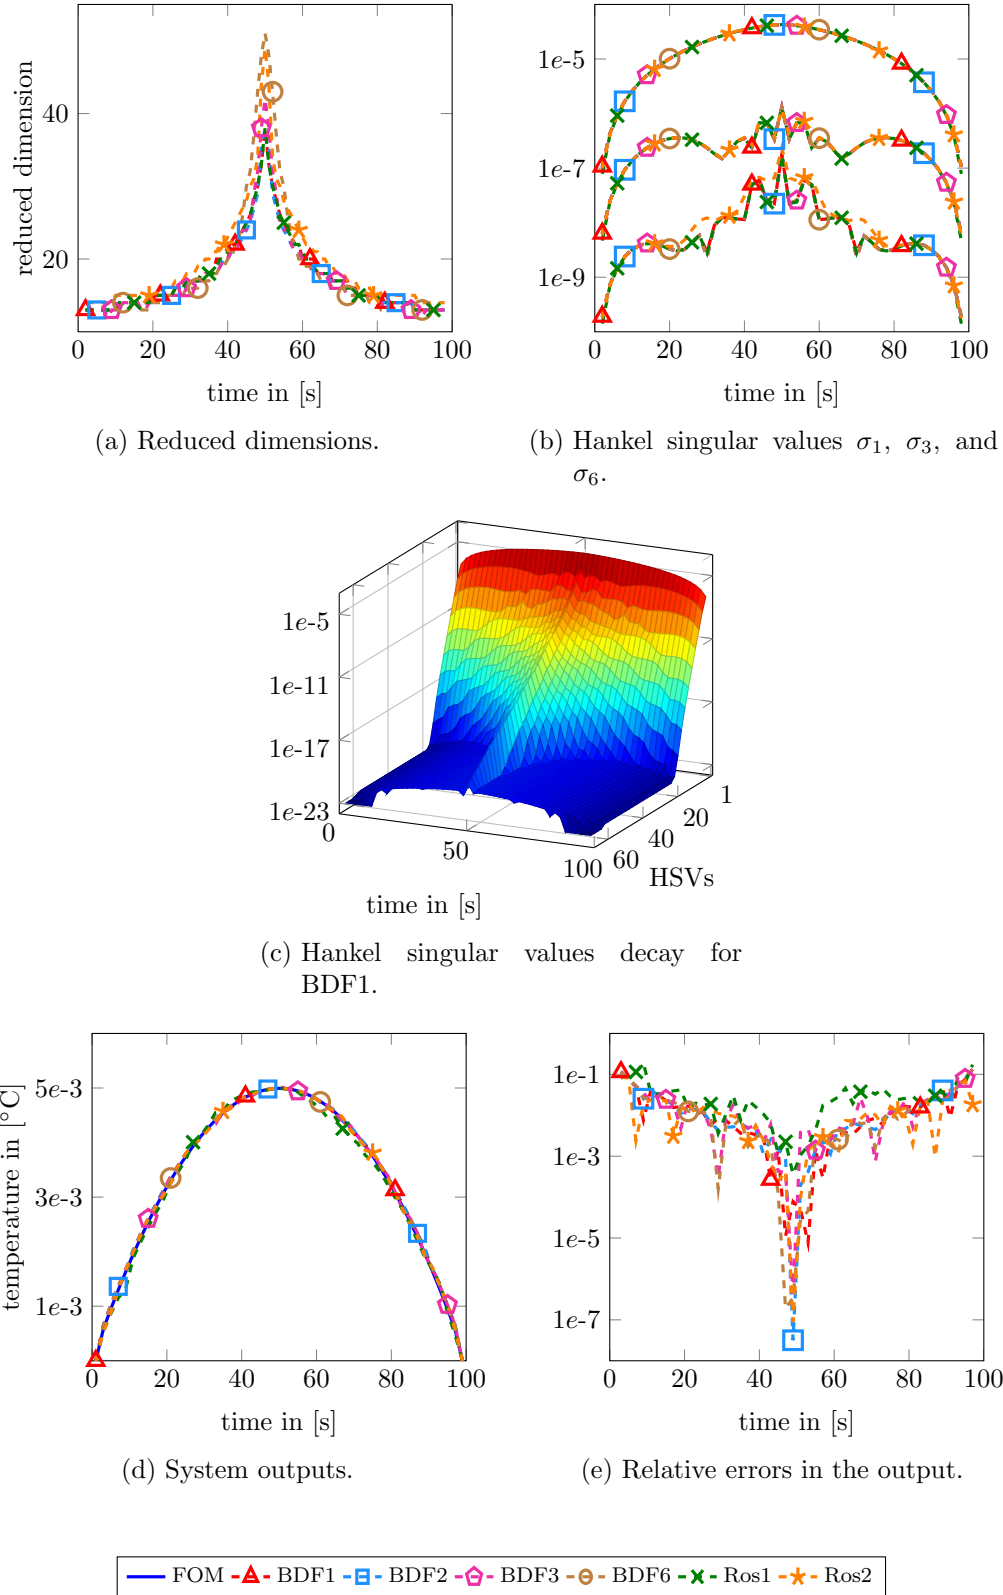 40
20
reduced dimension
0 20 40 60 80 100
time in [s]
(a) Reduced dimensions.
1e-5
1e-7
1e-9
0 20 40 60 80 100
time in [s]
(b) Hankel singular values σ1, σ3, and
σ6.
1e-5
1e-11
1e-17
1e-23
0
50
100
time in [s]
1
20
40
60
HSVs
(c) Hankel singular values decay for
BDF1.
5e-3
3e-3
1e-3
temperature in [°C]
0 20 40 60 80 100
time in [s]
(d) System outputs.
1e-1
1e-3
1e-5
1e-7
0 20 40 60 80 100
time in [s]
(e) Relative errors in the output.
FOM BDF1 BDF2 BDF3 BDF6 Ros1 Ros2